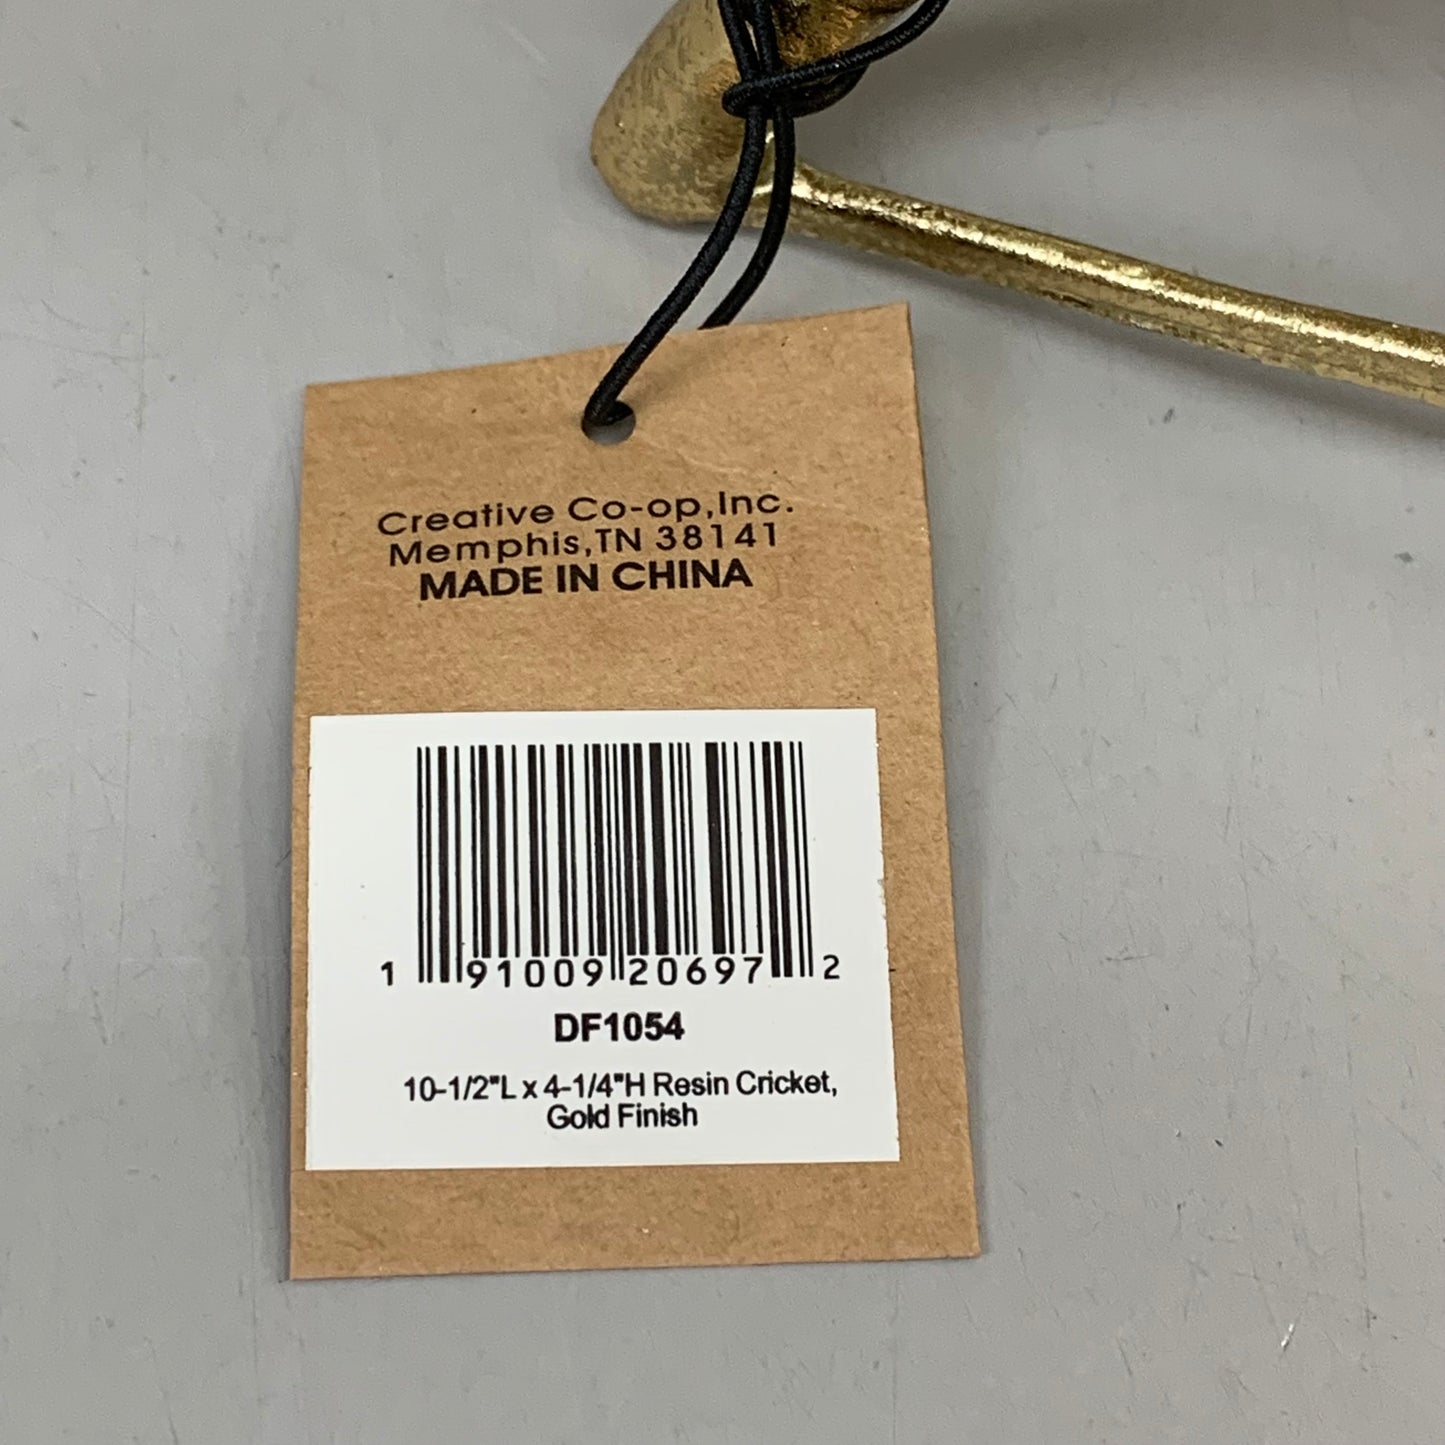 Creative Co-op,Inc.
Memphis,TN 38141
MADE IN CHINA
1 91009 20697 2
DF1054
10-1/2"L x 4-1/4"H Resin Cricket,
Gold Finish